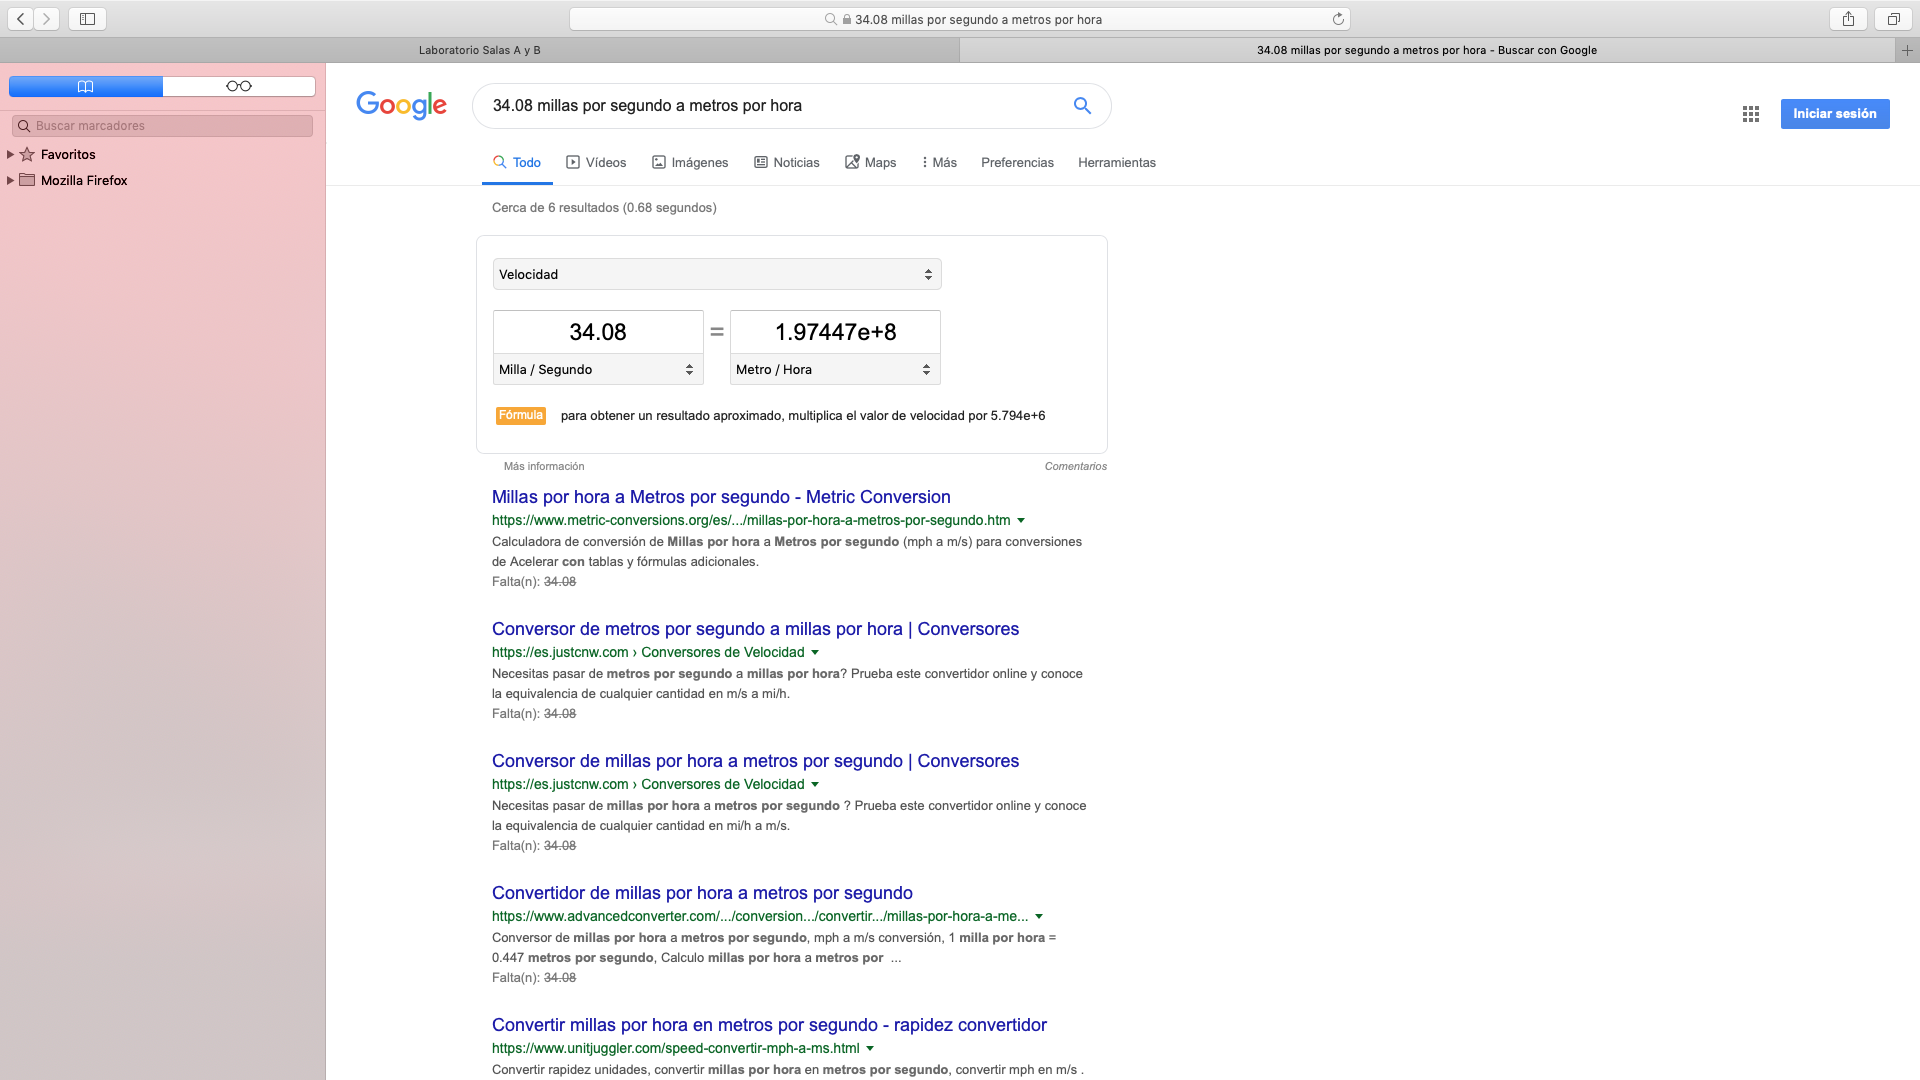 34.08 millas por segundo a metros por hora
Laboratorio Salas A y B
34.08 millas por segundo a metros por hora - Buscar con Google
Buscar marcadores
Favoritos
Mozilla Firefox
Google
34.08 millas por segundo a metros por hora
Iniciar sesión
Todo Vídeos Imágenes Noticias Maps Más Preferencias Herramientas
Cerca de 6 resultados (0.68 segundos)
Velocidad
34.08 = 1.97447e+8
Milla / Segundo Metro / Hora
Fórmula para obtener un resultado aproximado, multiplica el valor de velocidad por 5.794e+6
Más información Comentarios
Millas por hora a Metros por segundo - Metric Conversion
https://www.metric-conversions.org/es/.../millas-por-hora-a-metros-por-segundo.htm
Calculadora de conversión de Millas por hora a Metros por segundo (mph a m/s) para conversiones
de Acelerar con tablas y fórmulas adicionales.
Falta(n): 34.08
Conversor de metros por segundo a millas por hora | Conversores
https://es.justcnw.com › Conversores de Velocidad
Necesitas pasar de metros por segundo a millas por hora? Prueba este convertidor online y conoce
la equivalencia de cualquier cantidad en m/s a mi/h.
Falta(n): 34.08
Conversor de millas por hora a metros por segundo | Conversores
https://es.justcnw.com › Conversores de Velocidad
Necesitas pasar de millas por hora a metros por segundo ? Prueba este convertidor online y conoce
la equivalencia de cualquier cantidad en mi/h a m/s.
Falta(n): 34.08
Convertidor de millas por hora a metros por segundo
https://www.advancedconverter.com/.../conversion.../convertir.../millas-por-hora-a-me...
Conversor de millas por hora a metros por segundo, mph a m/s conversión, 1 milla por hora =
0.447 metros por segundo, Calculo millas por hora a metros por ...
Falta(n): 34.08
Convertir millas por hora en metros por segundo - rapidez convertidor
https://www.unitjuggler.com/speed-convertir-mph-a-ms.html
Convertir rapidez unidades, convertir millas por hora en metros por segundo, convertir mph en m/s .